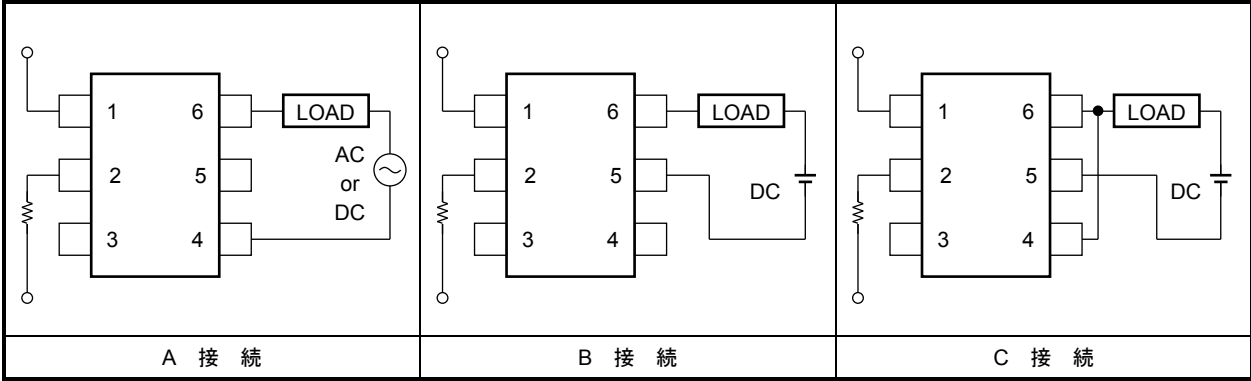 1 6 LOAD
2 5 AC or DC
3 4
A 接 続
1 6 LOAD
2 5 DC
3 4
B 接 続
1 6 LOAD
2 5 DC
3 4
C 接 続